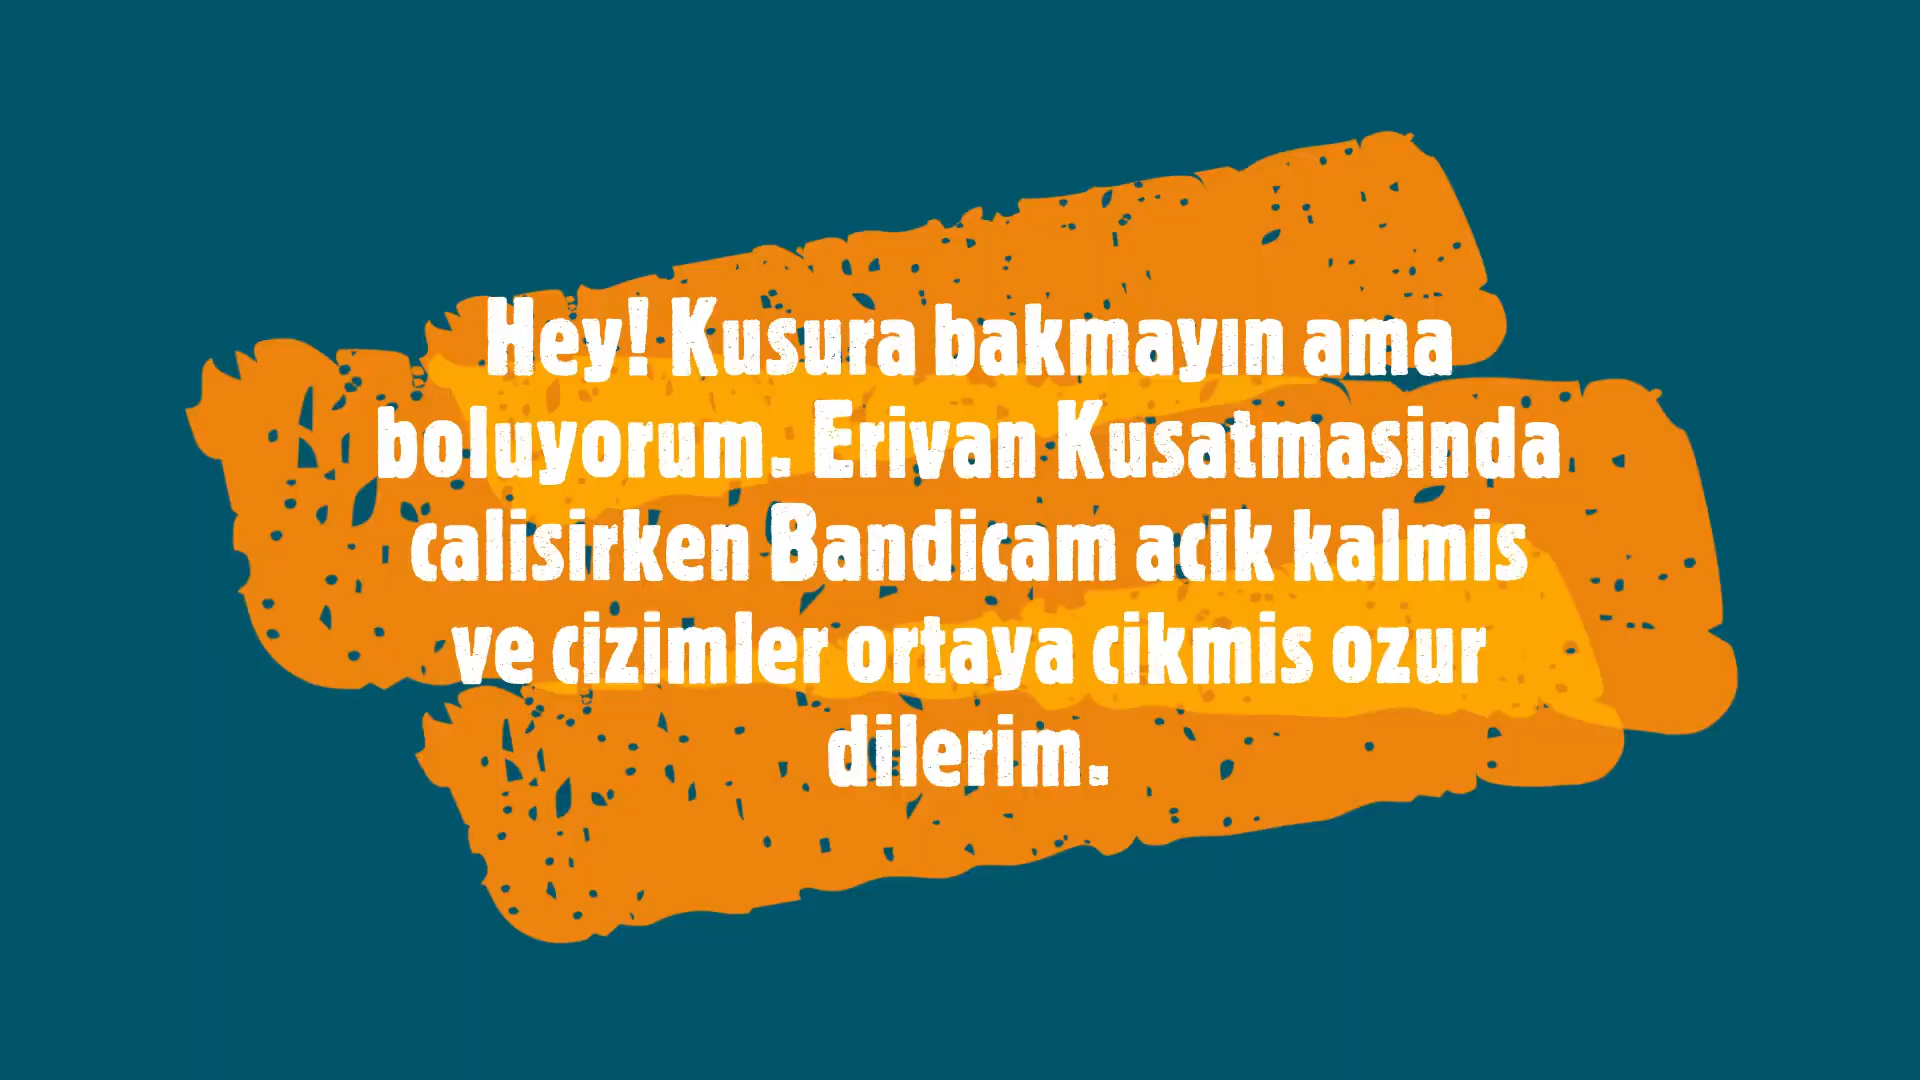 Hey! Kusura bakmayın ama
boluyorum. Erivan Kusatmasinda
calisirken Bandicam acik kalmis
ve cizimler ortaya cikmis ozur
dilerim.